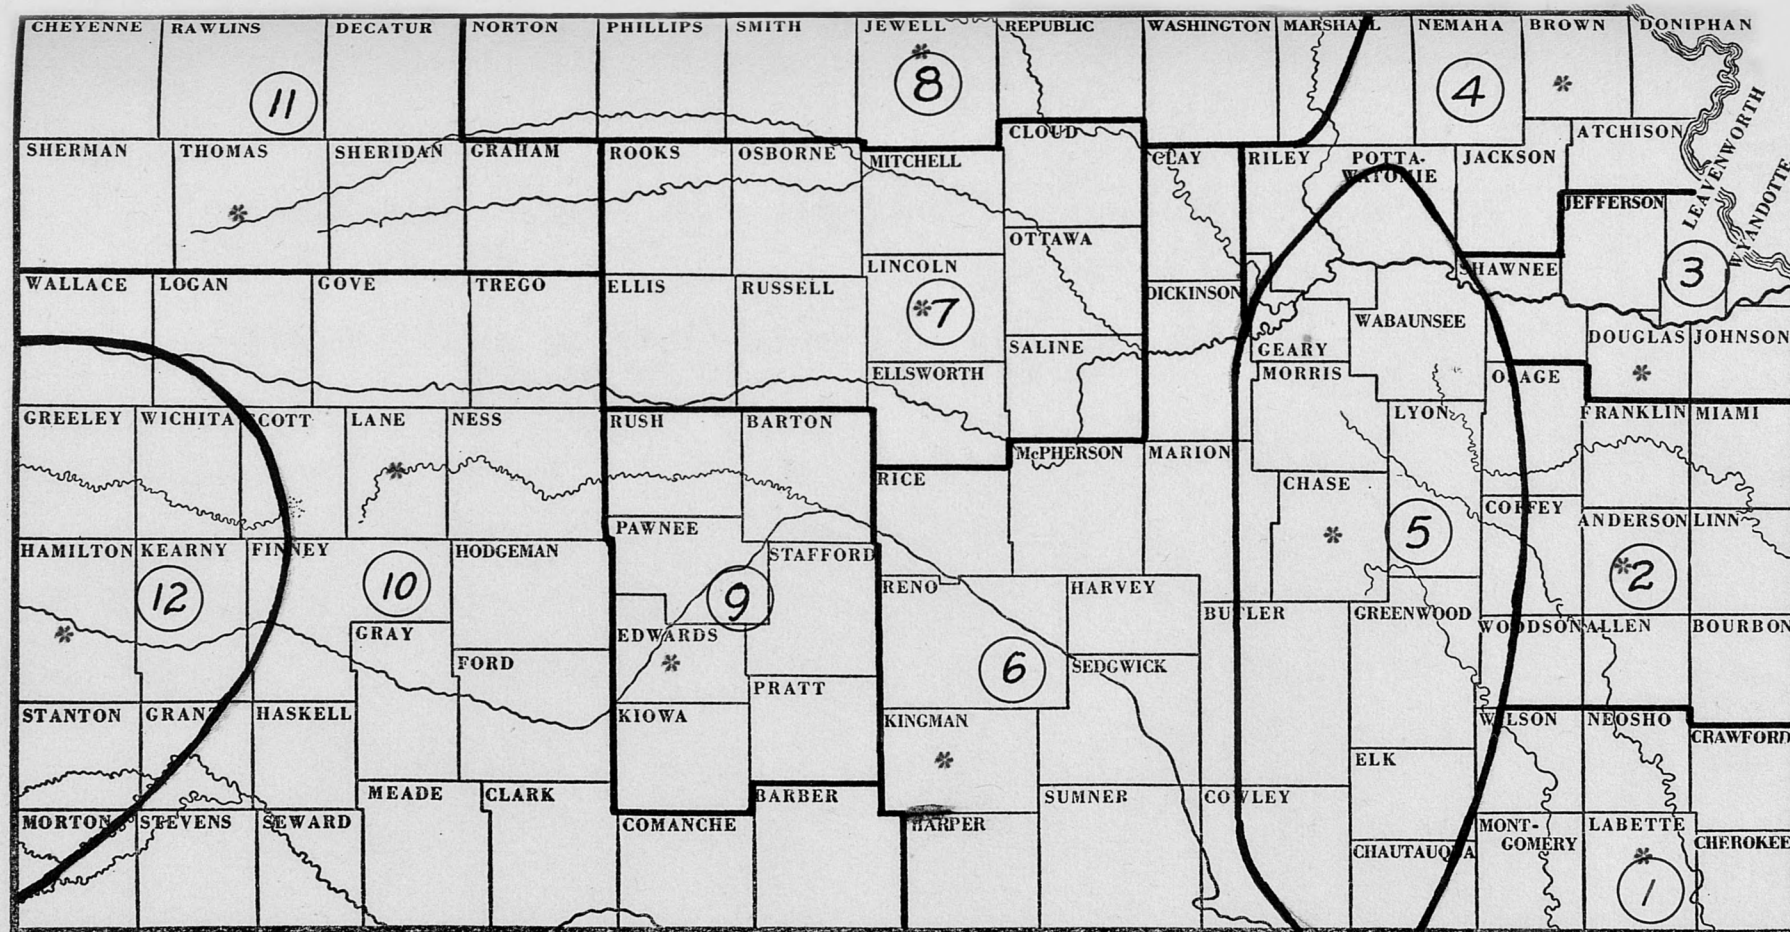 CHEYENNE RAWLINS DECATUR NORTON PHILLIPS SMITH JEWELL REPUBLIC WASHINGTON MARSHALL NEMAHA BROWN DONIPHAN
11 8 4
SHERMAN THOMAS SHERIDAN GRAHAM ROOKS OSBORNE MITCHELL CLOUD CLAY RILEY POTTA-
WATOMIE JACKSON ATCHISON
JEFFERSON LEAVENWORTH WYANDOTTE
OTTAWA
WALLACE LOGAN GOVE TREGO ELLIS RUSSELL LINCOLN DICKINSON SHAWNEE 3
7
WABAUNSEE
SALINE GEARY DOUGLAS JOHNSON
ELLSWORTH MORRIS OSAGE
GREELEY WICHITA SCOTT LANE NESS RUSH BARTON LYON FRANKLIN MIAMI
McPHERSON MARION
RICE CHASE
PAWNEE 5 COFFEY ANDERSON LINN
HAMILTON KEARNY FINNEY HODGEMAN STAFFORD
12 10 9 2
RENO HARVEY
BUTLER GREENWOOD
GRAY EDWARDS WOODSON ALLEN BOURBON
FORD 6 SEDGWICK
PRATT
STANTON GRANT HASKELL KIOWA KINGMAN WILSON NEOSHO
CRAWFORD
ELK
MEADE CLARK BARBER SUMNER COWLEY
MORTON STEVENS SEWARD COMANCHE HARPER MONT-
GOMERY LABETTE
CHEROKEE
CHAUTAUQUA
1